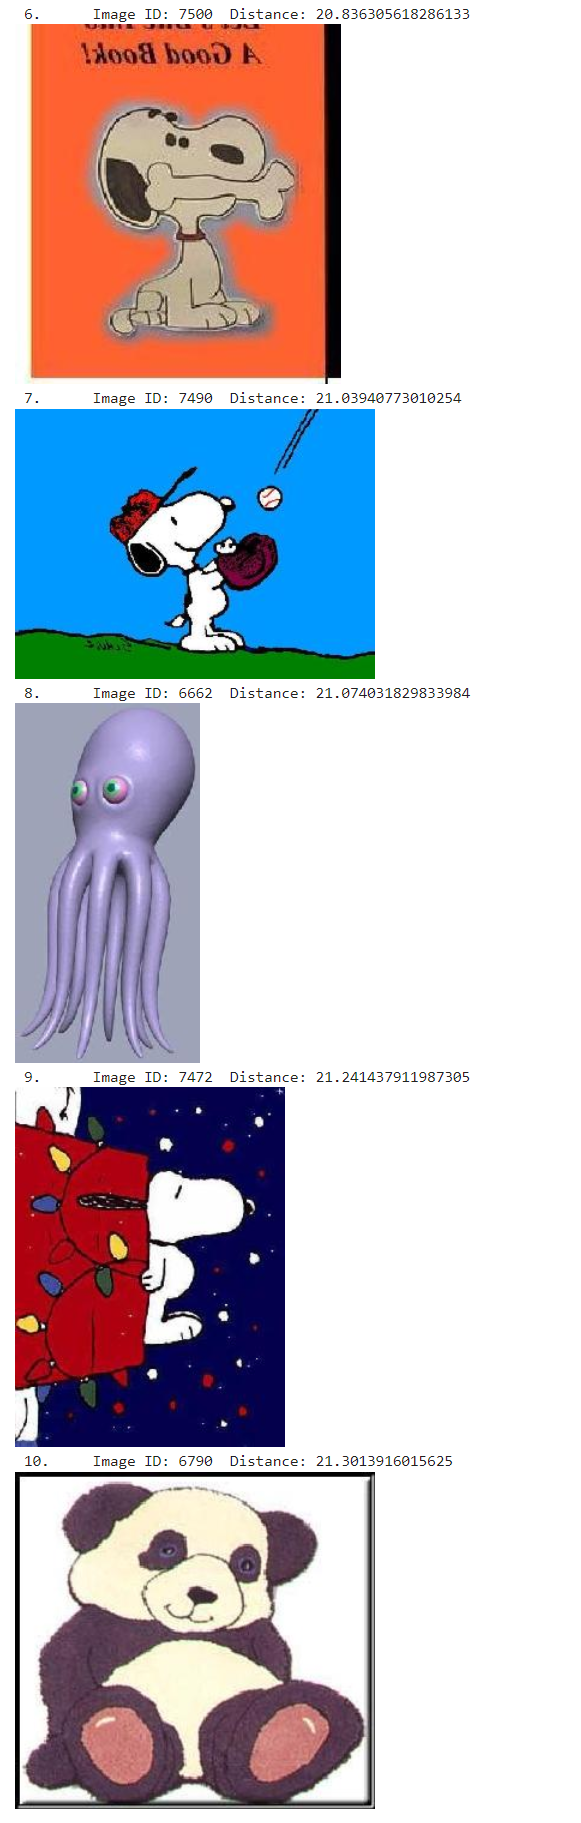 6. Image ID: 7500 Distance: 20.836305618286133
A Good Book!
7. Image ID: 7490 Distance: 21.03940773010254
8. Image ID: 6662 Distance: 21.074031829833984
9. Image ID: 7472 Distance: 21.241437911987305
10. Image ID: 6790 Distance: 21.3013916015625